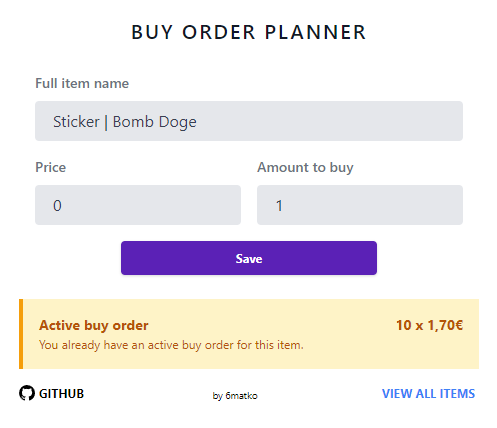 BUY ORDER PLANNER
Full item name
Sticker | Bomb Doge
Price
Amount to buy
0
1
Save
Active buy order
10 x 1,70€
You already have an active buy order for this item.
GITHUB
by 6matko
VIEW ALL ITEMS